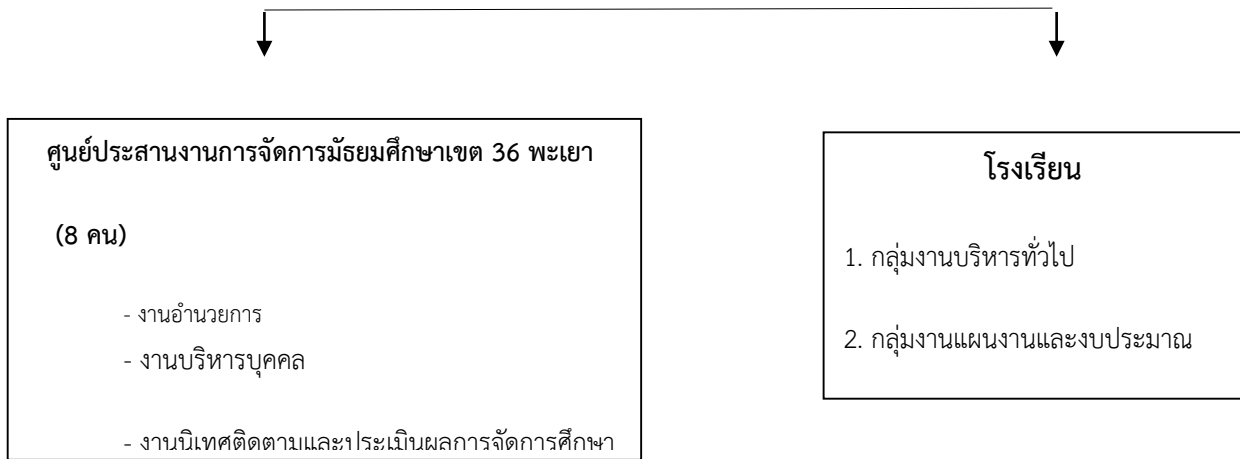 ศูนย์ประสานงานการจัดการมัธยมศึกษาเขต 36 พะเยา
(8 คน)
- งานอำนวยการ
- งานบริหารบุคคล
- งานนิเทศติดตามและประเมินผลการจัดการศึกษา
โรงเรียน
1. กลุ่มงานบริหารทั่วไป
2. กลุ่มงานแผนงานและงบประมาณ